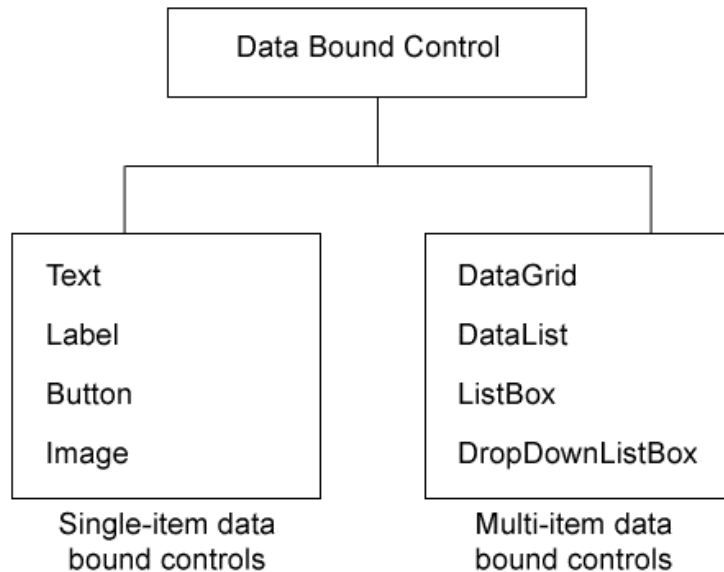 Data Bound Control
Text
Label
Button
Image
Single-item data
bound controls
DataGrid
DataList
ListBox
DropDownListBox
Multi-item data
bound controls